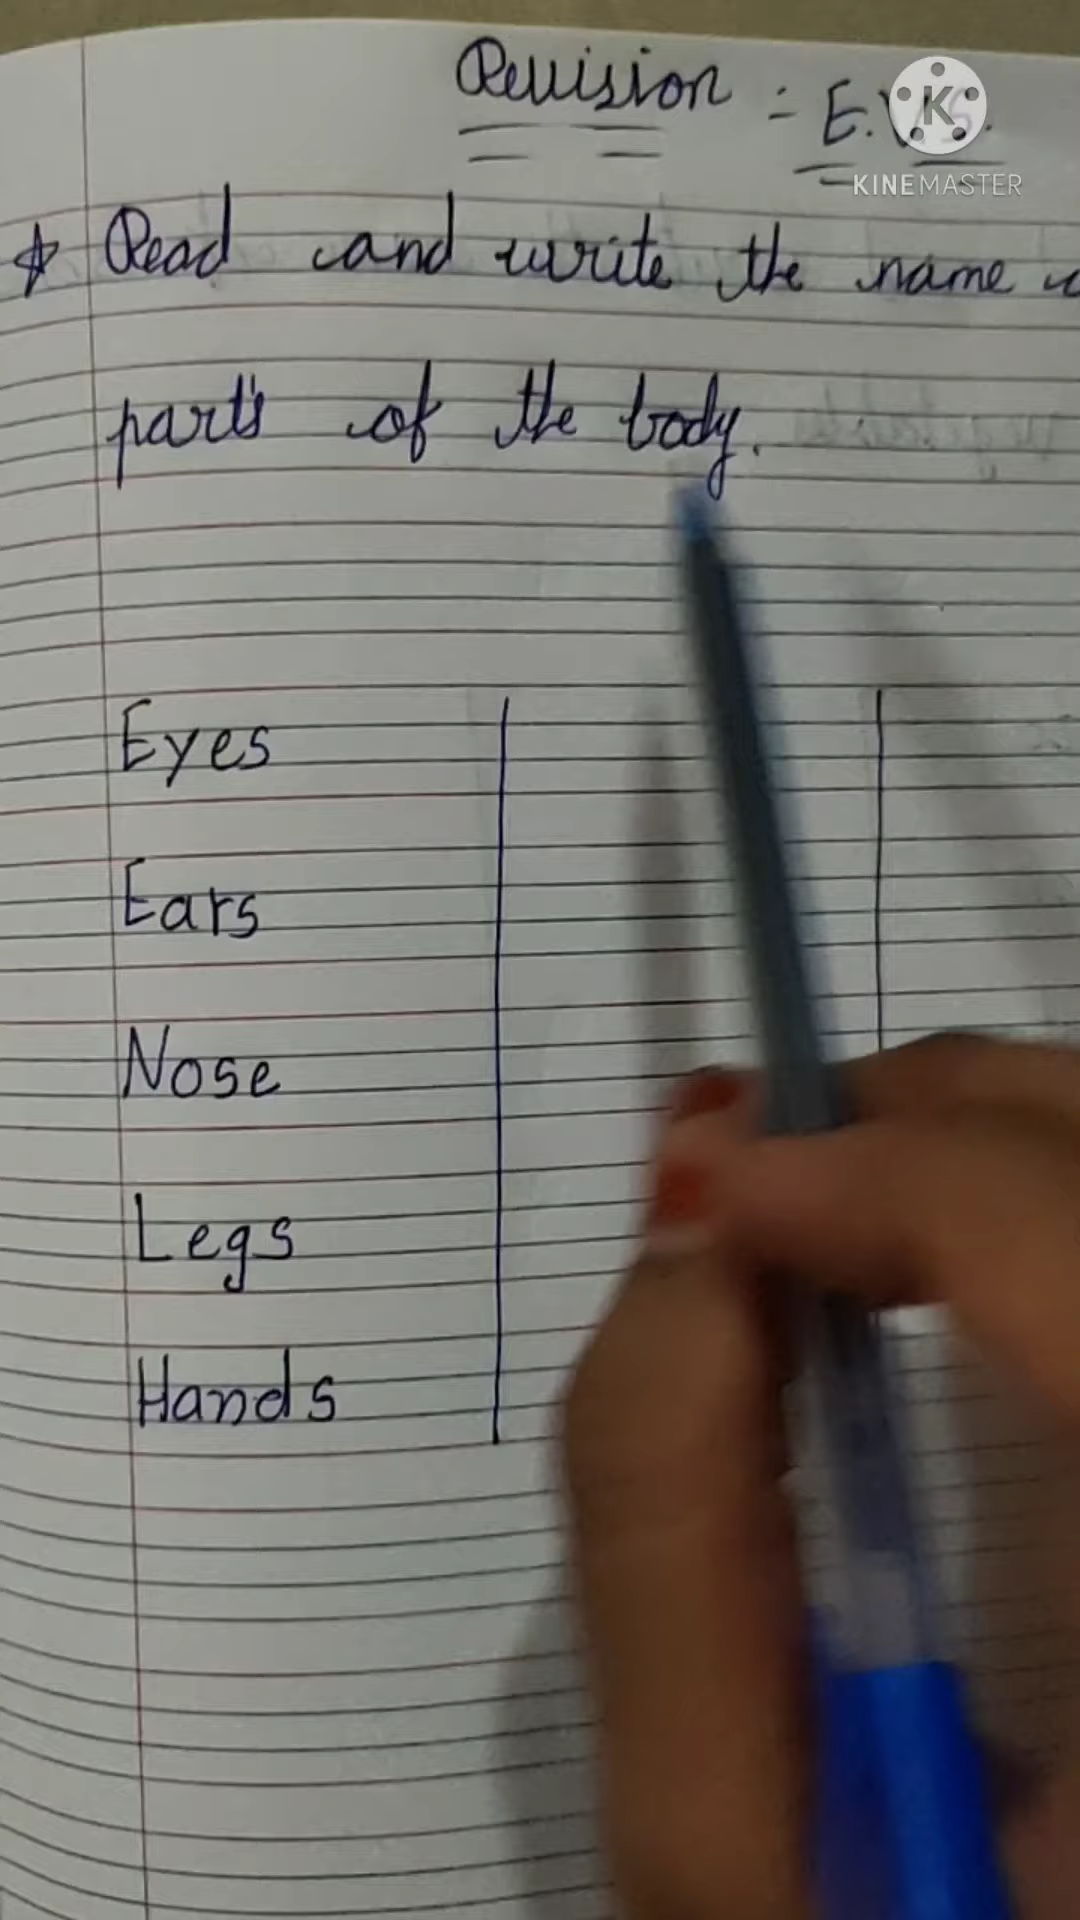 Revision :- E.V.S.
KINEMASTER
☆ Read and write the name
parts of the body.
Eyes
Ears
Nose
Legs
Hands